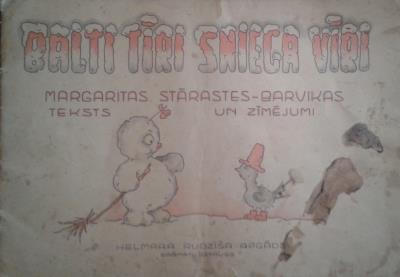 BALTI TĪRI SNIEGA VĪRI
MARGARITAS STĀRASTES-BARVIKAS
TEKSTS UN ZĪMĒJUMI
HELMARA RUDZĪŠA APGĀDS